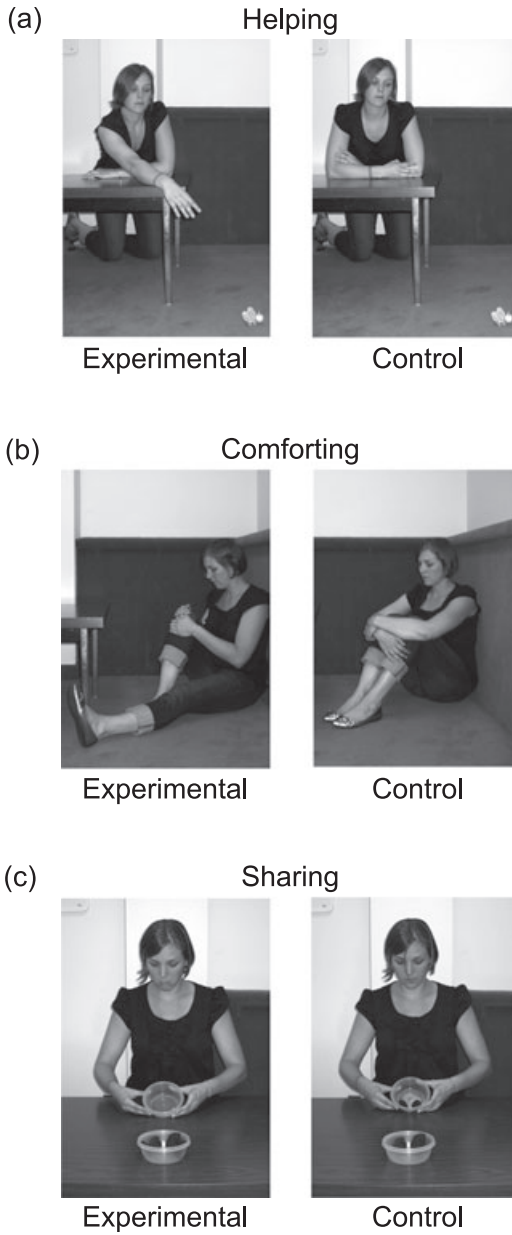 (a) Helping
Experimental Control
(b) Comforting
Experimental Control
(c) Sharing
Experimental Control